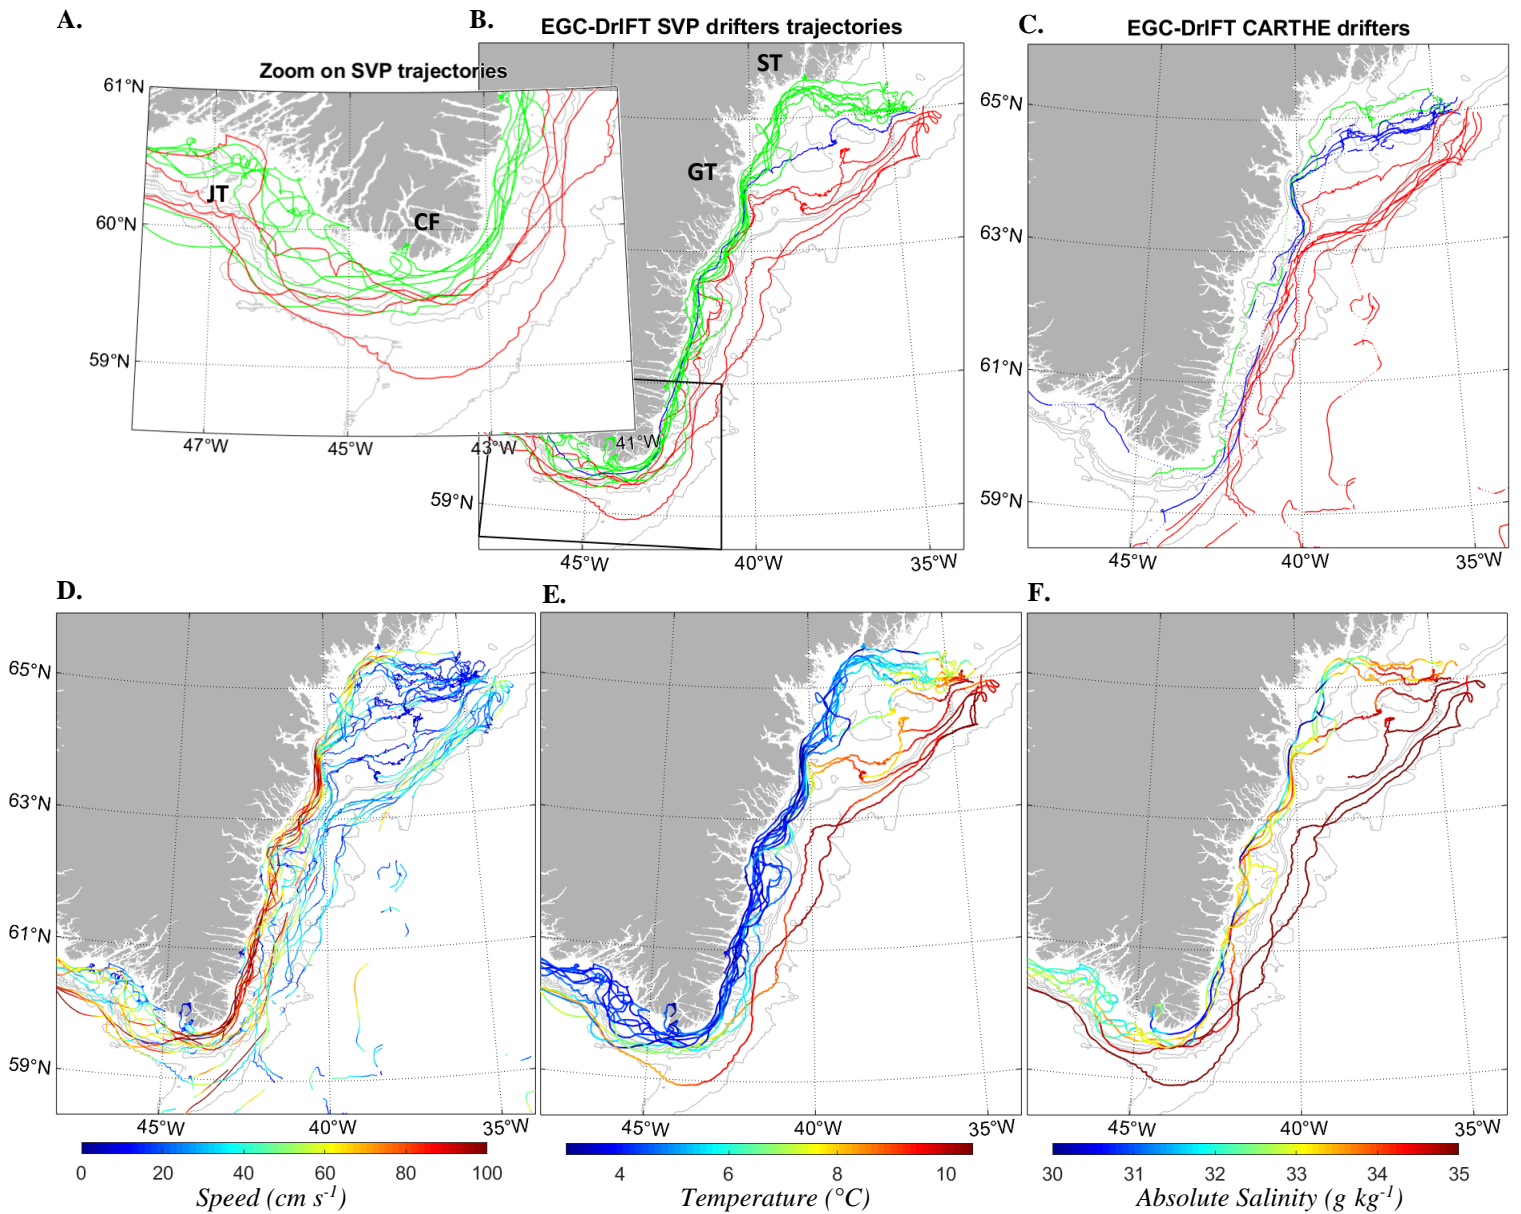 A.
B.
C.
EGC-DrIFT SVP drifters trajectories
EGC-DrIFT CARTHE drifters
Zoom on SVP trajectories
61°N
60°N
59°N
47°W
45°W
43°W
JT
CF
ST
GT
41°W
59°N
45°W
40°W
35°W
65°N
63°N
61°N
59°N
45°W
40°W
35°W
D.
E.
F.
65°N
63°N
61°N
59°N
45°W
40°W
35°W
45°W
40°W
35°W
45°W
40°W
35°W
0 20 40 60 80 100
Speed (cm s⁻¹)
4 6 8 10
Temperature (°C)
30 31 32 33 34 35
Absolute Salinity (g kg⁻¹)